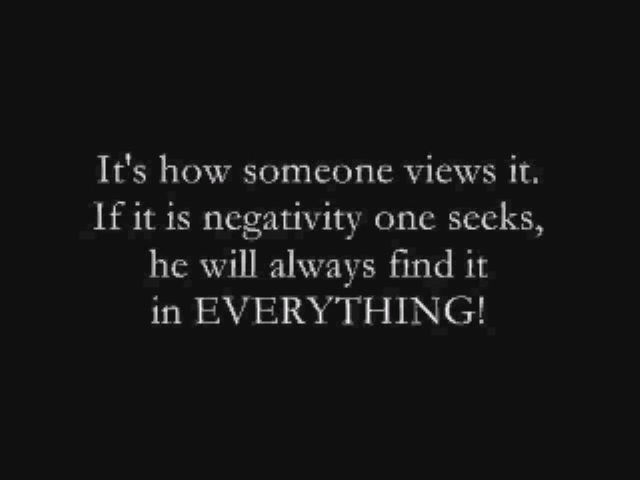 It's how someone views it.
If it is negativity one seeks,
he will always find it
in EVERYTHING!